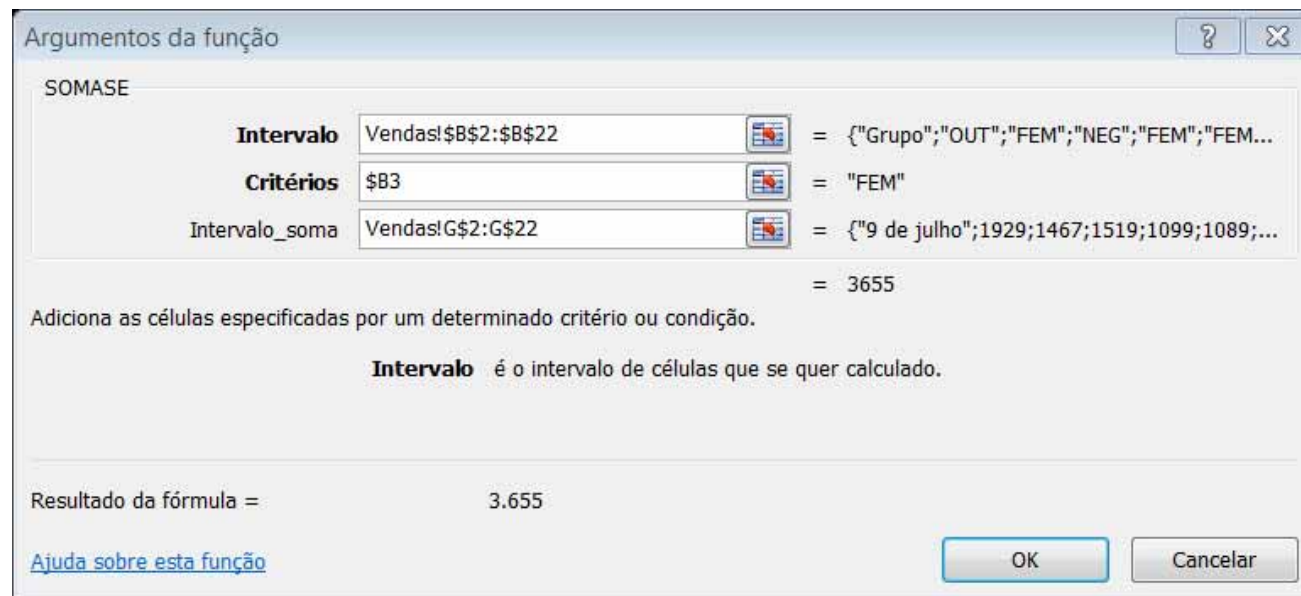 Argumentos da função
SOMASE
Intervalo Vendas!$B$2:$B$22 = {"Grupo";"OUT";"FEM";"NEG";"FEM";"FEM...
Critérios $B3 = "FEM"
Intervalo_soma Vendas!G$2:G$22 = {"9 de julho";1929;1467;1519;1099;1089;...
= 3655
Adiciona as células especificadas por um determinado critério ou condição.
Intervalo é o intervalo de células que se quer calculado.
Resultado da fórmula = 3.655
Ajuda sobre esta função OK Cancelar